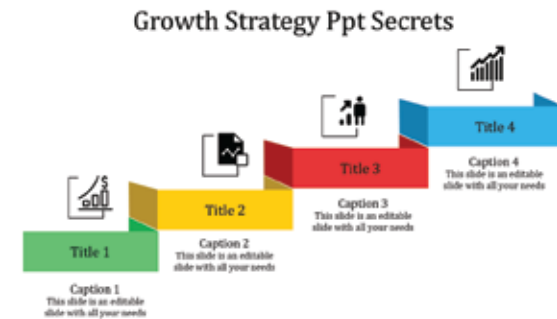 Growth Strategy Ppt Secrets
Title 1
Caption 1
This slide is an editable
slide with all your needs
Title 2
Caption 2
This slide is an editable
slide with all your needs
Title 3
Caption 3
This slide is an editable
slide with all your needs
Title 4
Caption 4
This slide is an editable
slide with all your needs